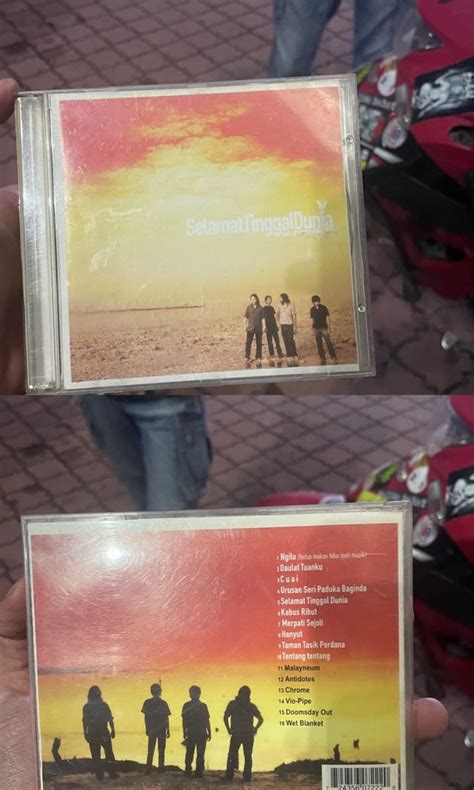 SelamatTinggalDunia
1 Ngilu (hidup makan tidur mati muzik)
2 Daulat Tuanku
3 C u a i
4 Urusan Seri Paduka Baginda
5 Selamat Tinggal Dunia
6 Kabus Ribut
7 Merpati Sejoli
8 Hanyut
9 Taman Tasik Perdana
10 Tentang tentang
11 Malayneum
12 Antidotes
13 Chrome
14 Vio-Pipe
15 Doomsday Out
16 Wet Blanket